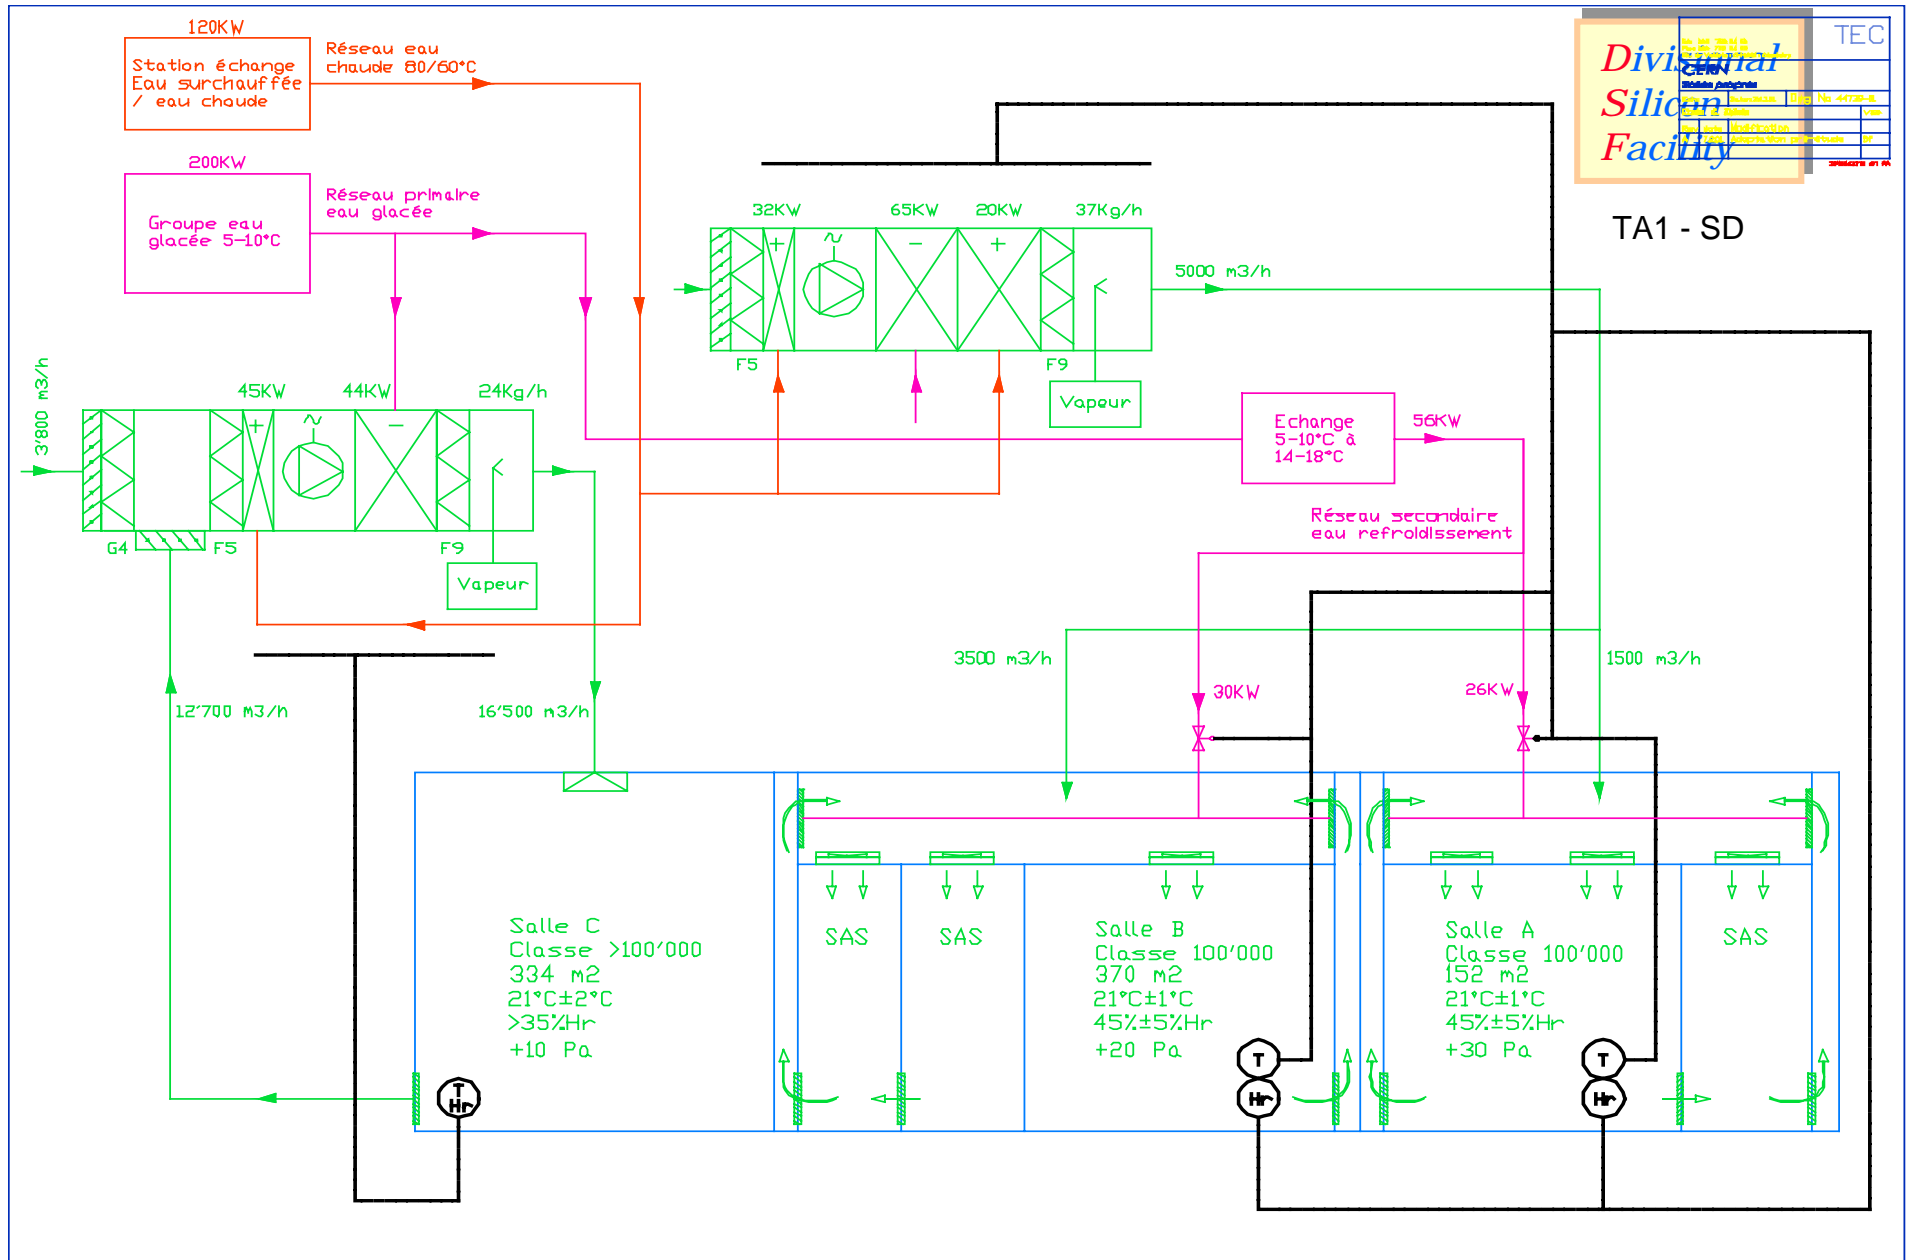 120KW
Station échange
Eau surchauffée
/ eau chaude
Réseau eau
chaude 80/60°C
200KW
Groupe eau
glacée 5-10°C
Réseau primaire
eau glacée
Divisional
Silicon
Facility
TEC
CERN
TA1 - SD
32KW
65KW
20KW
37Kg/h
+
~
-
+
5000 m3/h
F5
F9
Vapeur
3'800 m3/h
45KW
44KW
24Kg/h
+
~
-
G4
F5
F9
Vapeur
Echange
5-10°C à
14-18°C
56KW
Réseau secondaire
eau refroidissement
12'700 m3/h
16'500 m3/h
3500 m3/h
1500 m3/h
30KW
26KW
Salle C
Classe >100'000
334 m2
21°C±2°C
>35%Hr
+10 Pa
SAS
SAS
Salle B
Classe 100'000
370 m2
21°C±1°C
45%±5%Hr
+20 Pa
Salle A
Classe 100'000
152 m2
21°C±1°C
45%±5%Hr
+30 Pa
SAS
T
Hr
T
Hr
T
Hr